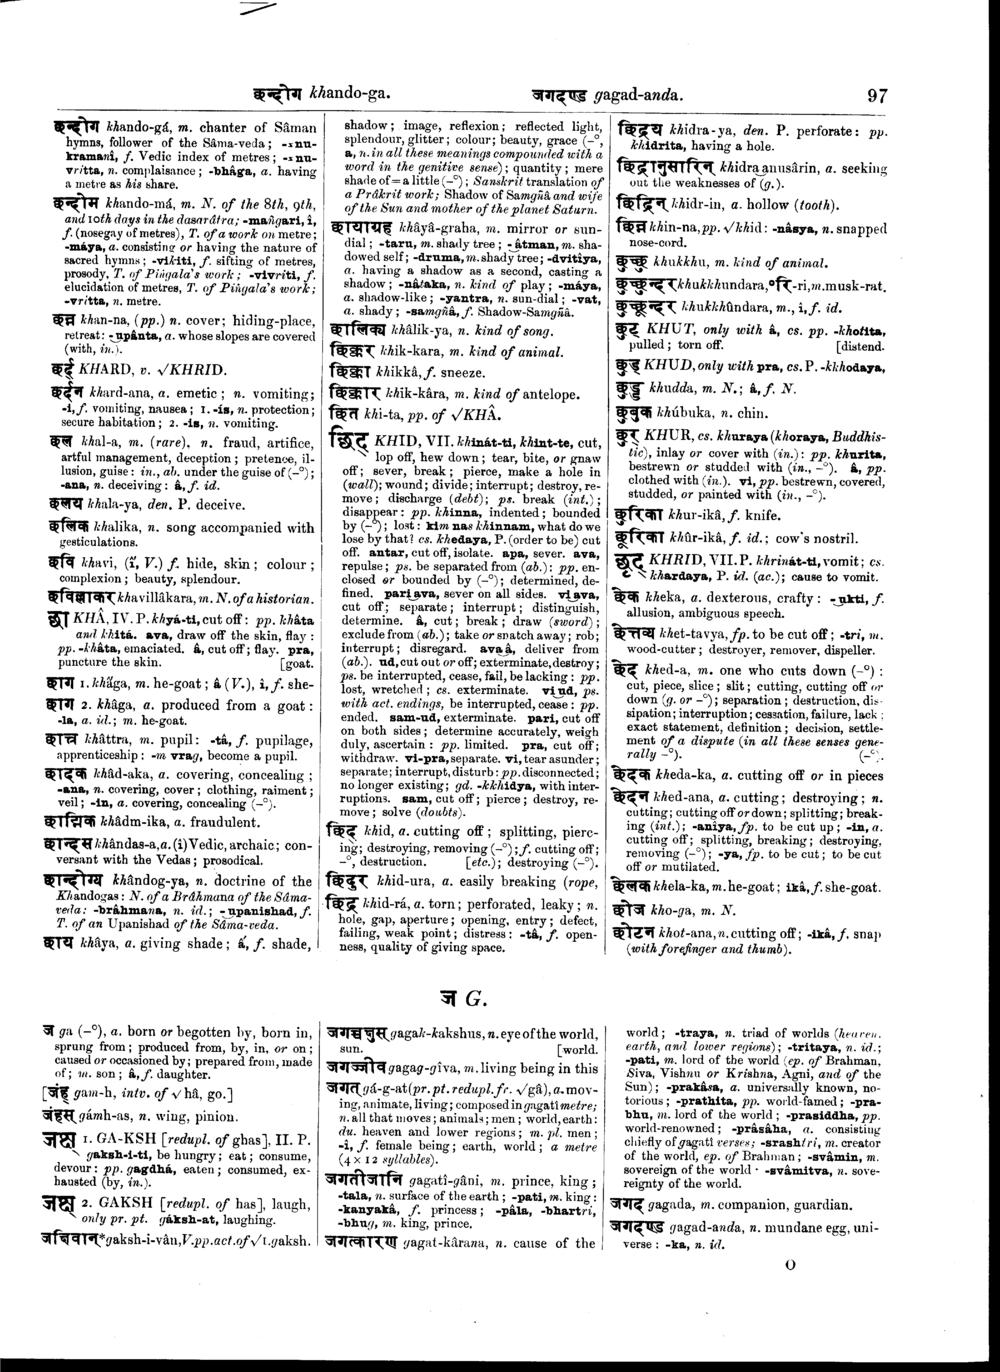 छन्दोग khando-ga.
जगदण्ड gagad-anda.
97
छन्दोग khando-gá, m. chanter of Sâman
hymns, follower of the Sâma-veda; -‿nu-
kramanî, f. Vedic index of metres; -‿nu-
vritta, n. complaisance; -bhâga, a. having
a metre as his share.
छन्दोम khando-má, m. N. of the 8th, 9th,
and 10th days in the dasarâtra; -mañgari, î,
f. (nosegay of metres), T. of a work on metre;
-máya, a. consisting or having the nature of
sacred hymns; -vikiti, f. sifting of metres,
prosody, T. of Piṅgala's work; -vivriti, f.
elucidation of metres, T. of Piṅgala's work;
-vritta, n. metre.
छन्न khan-na, (pp.) n. cover; hiding-place,
retreat: -‿upânta, a. whose slopes are covered
(with, in.).
छर्द् KHARD, v. √KHRID.
छर्दन khard-ana, a. emetic; n. vomiting;
-i, f. vomiting, nausea; 1. -ís, n. protection;
secure habitation; 2. -is, n. vomiting.
छल khal-a, m. (rare), n. fraud, artifice,
artful management, deception; pretence, il-
lusion, guise: in., ab. under the guise of (-°);
-ana, n. deceiving: â, f. id.
छलय khala-ya, den. P. deceive.
छलिक khalika, n. song accompanied with
gesticulations.
छवि khavi, (ĭ, V.) f. hide, skin; colour;
complexion; beauty, splendour.
छविल्लाकर khavillâkara, m. N. of a historian.
छा KHÂ, IV. P. khyá-ti, cut off: pp. khâta
and khitá. ava, draw off the skin, flay:
pp. -khâta, emaciated. â, cut off; flay. pra,
puncture the skin. [goat.
छाग 1. khãga, m. he-goat; â (V.), î, f. she-
छाग 2. khâga, a. produced from a goat:
-la, a. id.; m. he-goat.
छात्त्र khâttra, m. pupil: -tâ, f. pupilage,
apprenticeship: -m vrag, become a pupil.
छादक khâd-aka, a. covering, concealing;
-ana, n. covering, cover; clothing, raiment;
veil; -in, a. covering, concealing (-°).
छाद्मिक khâdm-ika, a. fraudulent.
छान्दस khândas-a, a. (î) Vedic, archaic; con-
versant with the Vedas; prosodical.
छान्दोग्य khândog-ya, n. doctrine of the
Khandogas: N. of a Brâhmana of the Sâma-
veda: -brâhmana, n. id.; -‿upanishad, f.
T. of an Upanishad of the Sâma-veda.
छाय khâya, a. giving shade; ấ, f. shade,
shadow; image, reflexion; reflected light,
splendour, glitter; colour; beauty, grace (-°,
a, n. in all these meanings compounded with a
word in the genitive sense); quantity; mere
shade of = a little (-°); Sanskrit translation of
a Prâkrit work; Shadow of Samgñâ and wife
of the Sun and mother of the planet Saturn.
छायाग्रह khâyâ-graha, m. mirror or sun-
dial; -taru, m. shady tree; -‿âtman, m. sha-
dowed self; -druma, m. shady tree; -dvitîya,
a. having a shadow as a second, casting a
shadow; -nâtaka, n. kind of play; -máya,
a. shadow-like; -yantra, n. sun-dial; -vat,
a. shady; -samgñâ, f. Shadow-Samgñâ.
छालिक्य khâlik-ya, n. kind of song.
छिक्कर khik-kara, m. kind of animal.
छिक्का khikkâ, f. sneeze.
छिक्कार khik-kâra, m. kind of antelope.
छित khi-ta, pp. of √KHÂ.
छिद् KHID, VII. khinát-ti, khint-te, cut,
lop off, hew down; tear, bite, or gnaw
off; sever, break; pierce, make a hole in
(wall); wound; divide; interrupt; destroy, re-
move; discharge (debt); ps. break (int.);
disappear: pp. khinna, indented; bounded
by (-°); lost: kim nas khinnam, what do we
lose by that? cs. khedaya, P. (order to be) cut
off. antar, cut off, isolate. apa, sever. ava,
repulse; ps. be separated from (ab.): pp. en-
closed or bounded by (-°); determined, de-
fined. pari‿ava, sever on all sides. vi‿ava,
cut off; separate; interrupt; distinguish,
determine. â, cut; break; draw (sword);
exclude from (ab.); take or snatch away; rob;
interrupt; disregard. ava‿â, deliver from
(ab.). ud, cut out or off; exterminate, destroy;
ps. be interrupted, cease, fail, be lacking: pp.
lost, wretched; cs. exterminate. vi‿ud, ps.
with act. endings, be interrupted, cease: pp.
ended. sam-ud, exterminate. pari, cut off
on both sides; determine accurately, weigh
duly, ascertain: pp. limited. pra, cut off;
withdraw. vi-pra, separate. vi, tear asunder;
separate; interrupt, disturb: pp. disconnected;
no longer existing; gd. -kkhidya, with inter-
ruptions. sam, cut off; pierce; destroy, re-
move; solve (doubts).
छिद khid, a. cutting off; splitting, pierc-
ing; destroying, removing (-°); f. cutting off;
-°, destruction. [etc.); destroying (-°).
छिदुर khid-ura, a. easily breaking (rope,
छिद्र khid-rá, a. torn; perforated, leaky; n.
hole, gap, aperture; opening, entry; defect,
failing, weak point; distress: -tâ, f. open-
ness, quality of giving space.
छिद्रय khidra-ya, den. P. perforate: pp.
khidrita, having a hole.
छिद्रानुसारिन् khidra‿anusârin, a. seeking
out the weaknesses of (g.).
छिद्रिन् khidr-in, a. hollow (tooth).
छिन्न khin-na, pp. √khid: -nâsya, n. snapped
nose-cord.
छुच्छु khukkhu, m. kind of animal.
छुच्छुन्दर khukkhundara, °रि -ri, m. musk-rat.
छुच्छून्दर khukkhûndara, m., î, f. id.
छुट् KHUT, only with â, cs. pp. -khotita,
pulled; torn off. [distend.
छुड् KHUD, only with pra, cs. P. -kkhodaya,
छुड्ड khudda, m. N.; â, f. N.
छुबुक khúbuka, n. chin.
छुर् KHUR, cs. khuraya (khoraya, Buddhis-
tic), inlay or cover with (in.): pp. khurita,
bestrewn or studded with (in., -°). â, pp.
clothed with (in.). vi, pp. bestrewn, covered,
studded, or painted with (in., -°).
छुरिका khur-ikâ, f. knife.
छूरिका khûr-ikâ, f. id.; cow's nostril.
छृद् KHRID, VII. P. khrinát-ti, vomit; cs.
khardaya, P. id. (ac.); cause to vomit.
छेक kheka, a. dexterous, crafty: -‿ukti, f.
allusion, ambiguous speech.
छेत्तव्य khet-tavya, fp. to be cut off; -tri, m.
wood-cutter; destroyer, remover, dispeller.
छेद khed-a, m. one who cuts down (-°):
cut, piece, slice; slit; cutting, cutting off or
down (g. or -°); separation; destruction, dis-
sipation; interruption; cessation, failure, lack;
exact statement, definition; decision, settle-
ment of a dispute (in all these senses gene-
rally -°). (-°).
छेदक kheda-ka, a. cutting off or in pieces
छेदन khed-ana, a. cutting; destroying; n.
cutting; cutting off or down; splitting; break-
ing (int.); -anîya, fp. to be cut up; -in, a.
cutting off; splitting, breaking; destroying,
removing (-°); -ya, fp. to be cut; to be cut
off or mutilated.
छेलक khela-ka, m. he-goat; ikâ, f. she-goat.
छोग kho-ga, m. N.
छोटन khot-ana, n. cutting off; -ikâ, f. snap
(with forefinger and thumb).
ज G.
ज ga (-°), a. born or begotten by, born in,
sprung from; produced from, by, in, or on;
caused or occasioned by; prepared from, made
of; m. son; â, f. daughter.
[जंह् gam-h, intv. of √hâ, go.]
जंहस् gámh-as, n. wing, pinion.
जक्ष् 1. GA-KSH [redupl. of ghas], II. P.
gaksh-i-ti, be hungry; eat; consume,
devour: pp. gagdhá, eaten; consumed, ex-
hausted (by, in.).
जक्ष् 2. GAKSH [redupl. of has], laugh,
only pr. pt. gáksh-at, laughing.
जक्षिवान् *gaksh-i-vân, V. pp. act. of √1. gaksh.
जगच्चक्षुस् gagak-kakshus, n. eye of the world,
sun. [world.
जगज्जीव gagag-gîva, m. living being in this
जगत् gá-g-at (pr. pt. redupl. fr. √gâ), a. mov-
ing, animate, living; composed in gagatî metre;
n. all that moves; animals; men; world, earth:
du. heaven and lower regions; m. pl. men;
-î, f. female being; earth, world; a metre
(4 × 12 syllables).
जगतीजानि gagatî-gâni, m. prince, king;
-tala, n. surface of the earth; -pati, m. king:
-kanyakâ, f. princess; -pâla, -bhartri,
-bhug, m. king, prince.
जगत्कारण gagat-kârana, n. cause of the
world; -traya, n. triad of worlds (heaven,
earth, and lower regions); -tritaya, n. id.;
-pati, m. lord of the world (ep. of Brahman,
Siva, Vishnu or Krishna, Agni, and of the
Sun); -prakâsa, a. universally known, no-
torious; -prathita, pp. world-famed; -pra-
bhu, m. lord of the world; -prasiddha, pp.
world-renowned; -prâsâha, a. consisting
chiefly of gagatî verses; -srashtri, m. creator
of the world, ep. of Brahman; -svâmin, m.
sovereign of the world: -svâmitva, n. sove-
reignty of the world.
जगद gagada, m. companion, guardian.
जगदण्ड gagad-anda, n. mundane egg, uni-
verse: -ka, n. id.
O